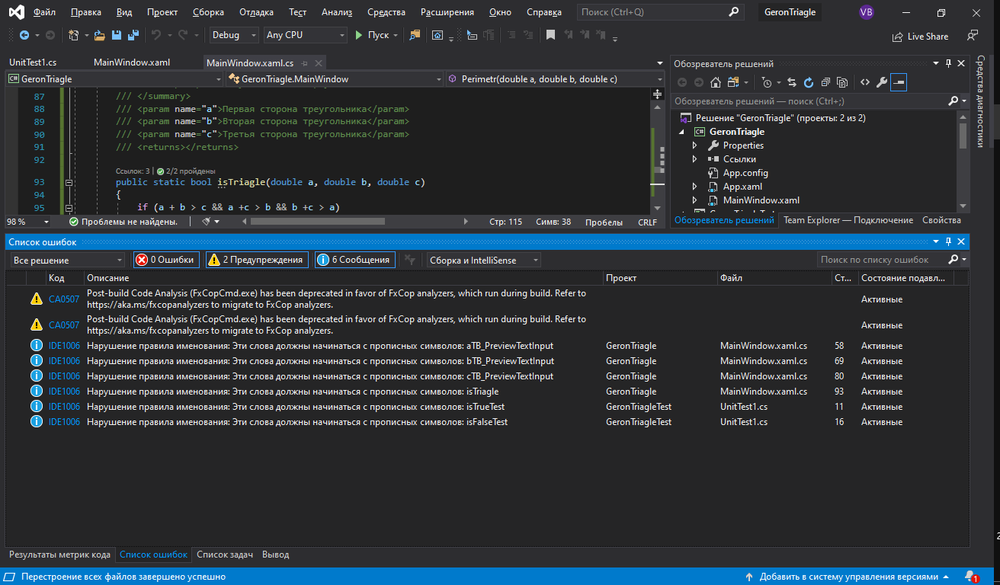 Файл Правка Вид Проект Сборка Отладка Тест Анализ Средства Расширения Окно Справка Поиск (Ctrl+Q) GeronTriagle VB
Debug Any CPU Пуск Live Share
UnitTest1.cs MainWindow.xaml MainWindow.xaml.cs
C# GeronTriagle GeronTriagle.MainWindow Perimetr(double a, double b, double c)
87 /// </summary>
88 /// <param name="a">Первая сторона треугольника</param>
89 /// <param name="b">Вторая сторона треугольника</param>
90 /// <param name="c">Третья сторона треугольника</param>
91 /// <returns></returns>
92
Ссылок: 3 | 2/2 пройдены
93 public static bool isTriagle(double a, double b, double c)
94 {
95 if (a + b > c && a +c > b && b +c > a)
98 % Проблемы не найдены. Стр: 115 Симв: 38 Пробелы CRLF
Обозреватель решений
Обозреватель решений — поиск (Ctrl+;)
Решение "GeronTriagle" (проекты: 2 из 2)
C# GeronTriagle
Properties
Ссылки
App.config
App.xaml
MainWindow.xaml
Обозреватель решений Team Explorer — Подключение Свойства
Средства диагностики
Список ошибок
Все решение 0 Ошибки 2 Предупреждения 6 Сообщения Сборка и IntelliSense Поиск по списку ошибок
Код Описание Проект Файл Ст... Состояние подавл...
CA0507 Post-build Code Analysis (FxCopCmd.exe) has been deprecated in favor of FxCop analyzers, which run during build. Refer to
https://aka.ms/fxcopanalyzers to migrate to FxCop analyzers. Активные
CA0507 Post-build Code Analysis (FxCopCmd.exe) has been deprecated in favor of FxCop analyzers, which run during build. Refer to
https://aka.ms/fxcopanalyzers to migrate to FxCop analyzers. Активные
IDE1006 Нарушение правила именования: Эти слова должны начинаться с прописных символов: aTB_PreviewTextInput GeronTriagle MainWindow.xaml.cs 58 Активные
IDE1006 Нарушение правила именования: Эти слова должны начинаться с прописных символов: bTB_PreviewTextInput GeronTriagle MainWindow.xaml.cs 69 Активные
IDE1006 Нарушение правила именования: Эти слова должны начинаться с прописных символов: cTB_PreviewTextInput GeronTriagle MainWindow.xaml.cs 80 Активные
IDE1006 Нарушение правила именования: Эти слова должны начинаться с прописных символов: isTriagle GeronTriagle MainWindow.xaml.cs 93 Активные
IDE1006 Нарушение правила именования: Эти слова должны начинаться с прописных символов: isTrueTest GeronTriagleTest UnitTest1.cs 11 Активные
IDE1006 Нарушение правила именования: Эти слова должны начинаться с прописных символов: isFalseTest GeronTriagleTest UnitTest1.cs 16 Активные
Результаты метрик кода Список ошибок Список задач Вывод
Перестроение всех файлов завершено успешно Добавить в систему управления версиями 1